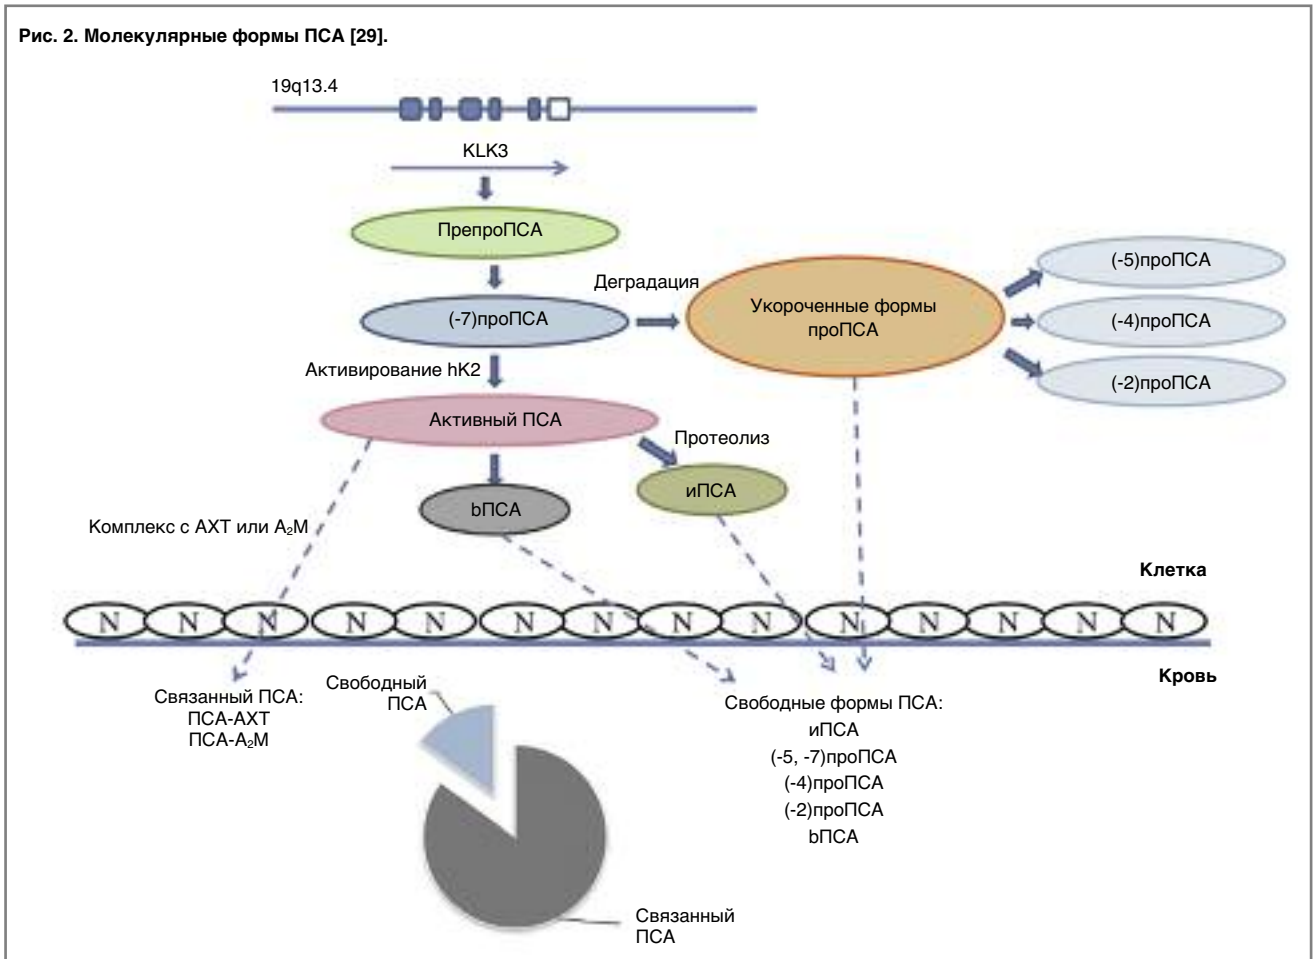 Рис. 2. Молекулярные формы ПСА [29].
19q13.4
KLK3
ПрепроПСА
Деградация
(-7)проПСА
Укороченные формы
проПСА
(-5)проПСА
(-4)проПСА
(-2)проПСА
Активирование hK2
Активный ПСА
Протеолиз
иПСА
bПСА
Комплекс с АХТ или А₂М
Клетка
N N N N N N N N N N N N N N
Кровь
Связанный ПСА:
ПСА-АХТ
ПСА-А₂М
Свободный
ПСА
Свободные формы ПСА:
иПСА
(-5, -7)проПСА
(-4)проПСА
(-2)проПСА
bПСА
Связанный
ПСА